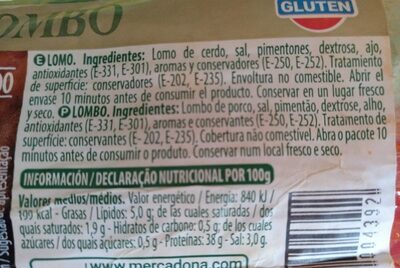 OMBO
GLUTEN
E LOMO. Ingredientes: Lomo de cerdo, sal, pimentones, dextrosa, ajo,
antioxidantes (E-331, E-301), aromas y conservadores (E-250, E-252). Tratamiento
de superficie: conservadores (E-202, E-235). Envoltura no comestible. Abrir el
envase 10 minutos antes de consumir el producto. Conservar en un lugar fresco
y seco. P LOMBO. Ingredientes: Lombo de porco, sal, pimentão, dextrose, alho,
antioxidantes (E-331, E-301), aromas e conservantes (E-250, E-252). Tratamento de
superfície: conservantes (E-202, E-235). Cobertura não comestível. Abra o pacote 10
minutos antes de consumir o produto. Conservar num local fresco e seco.
INFORMACIÓN/DECLARAÇÃO NUTRICIONAL POR 100g
Valores medios/médios. Valor energético / Energia: 840 kJ /
199 kcal - Grasas / Lípidos: 5,0 g; de las cuales saturadas / dos
quais saturados: 1,9 g - Hidratos de carbono: 0,5 g; de los cuales
azúcares / dos quais açúcares: 0,5 g - Proteínas: 38 g - Sal: 3,0 g.
www.mercadona.com
00
Sugestão de apresentação
004392